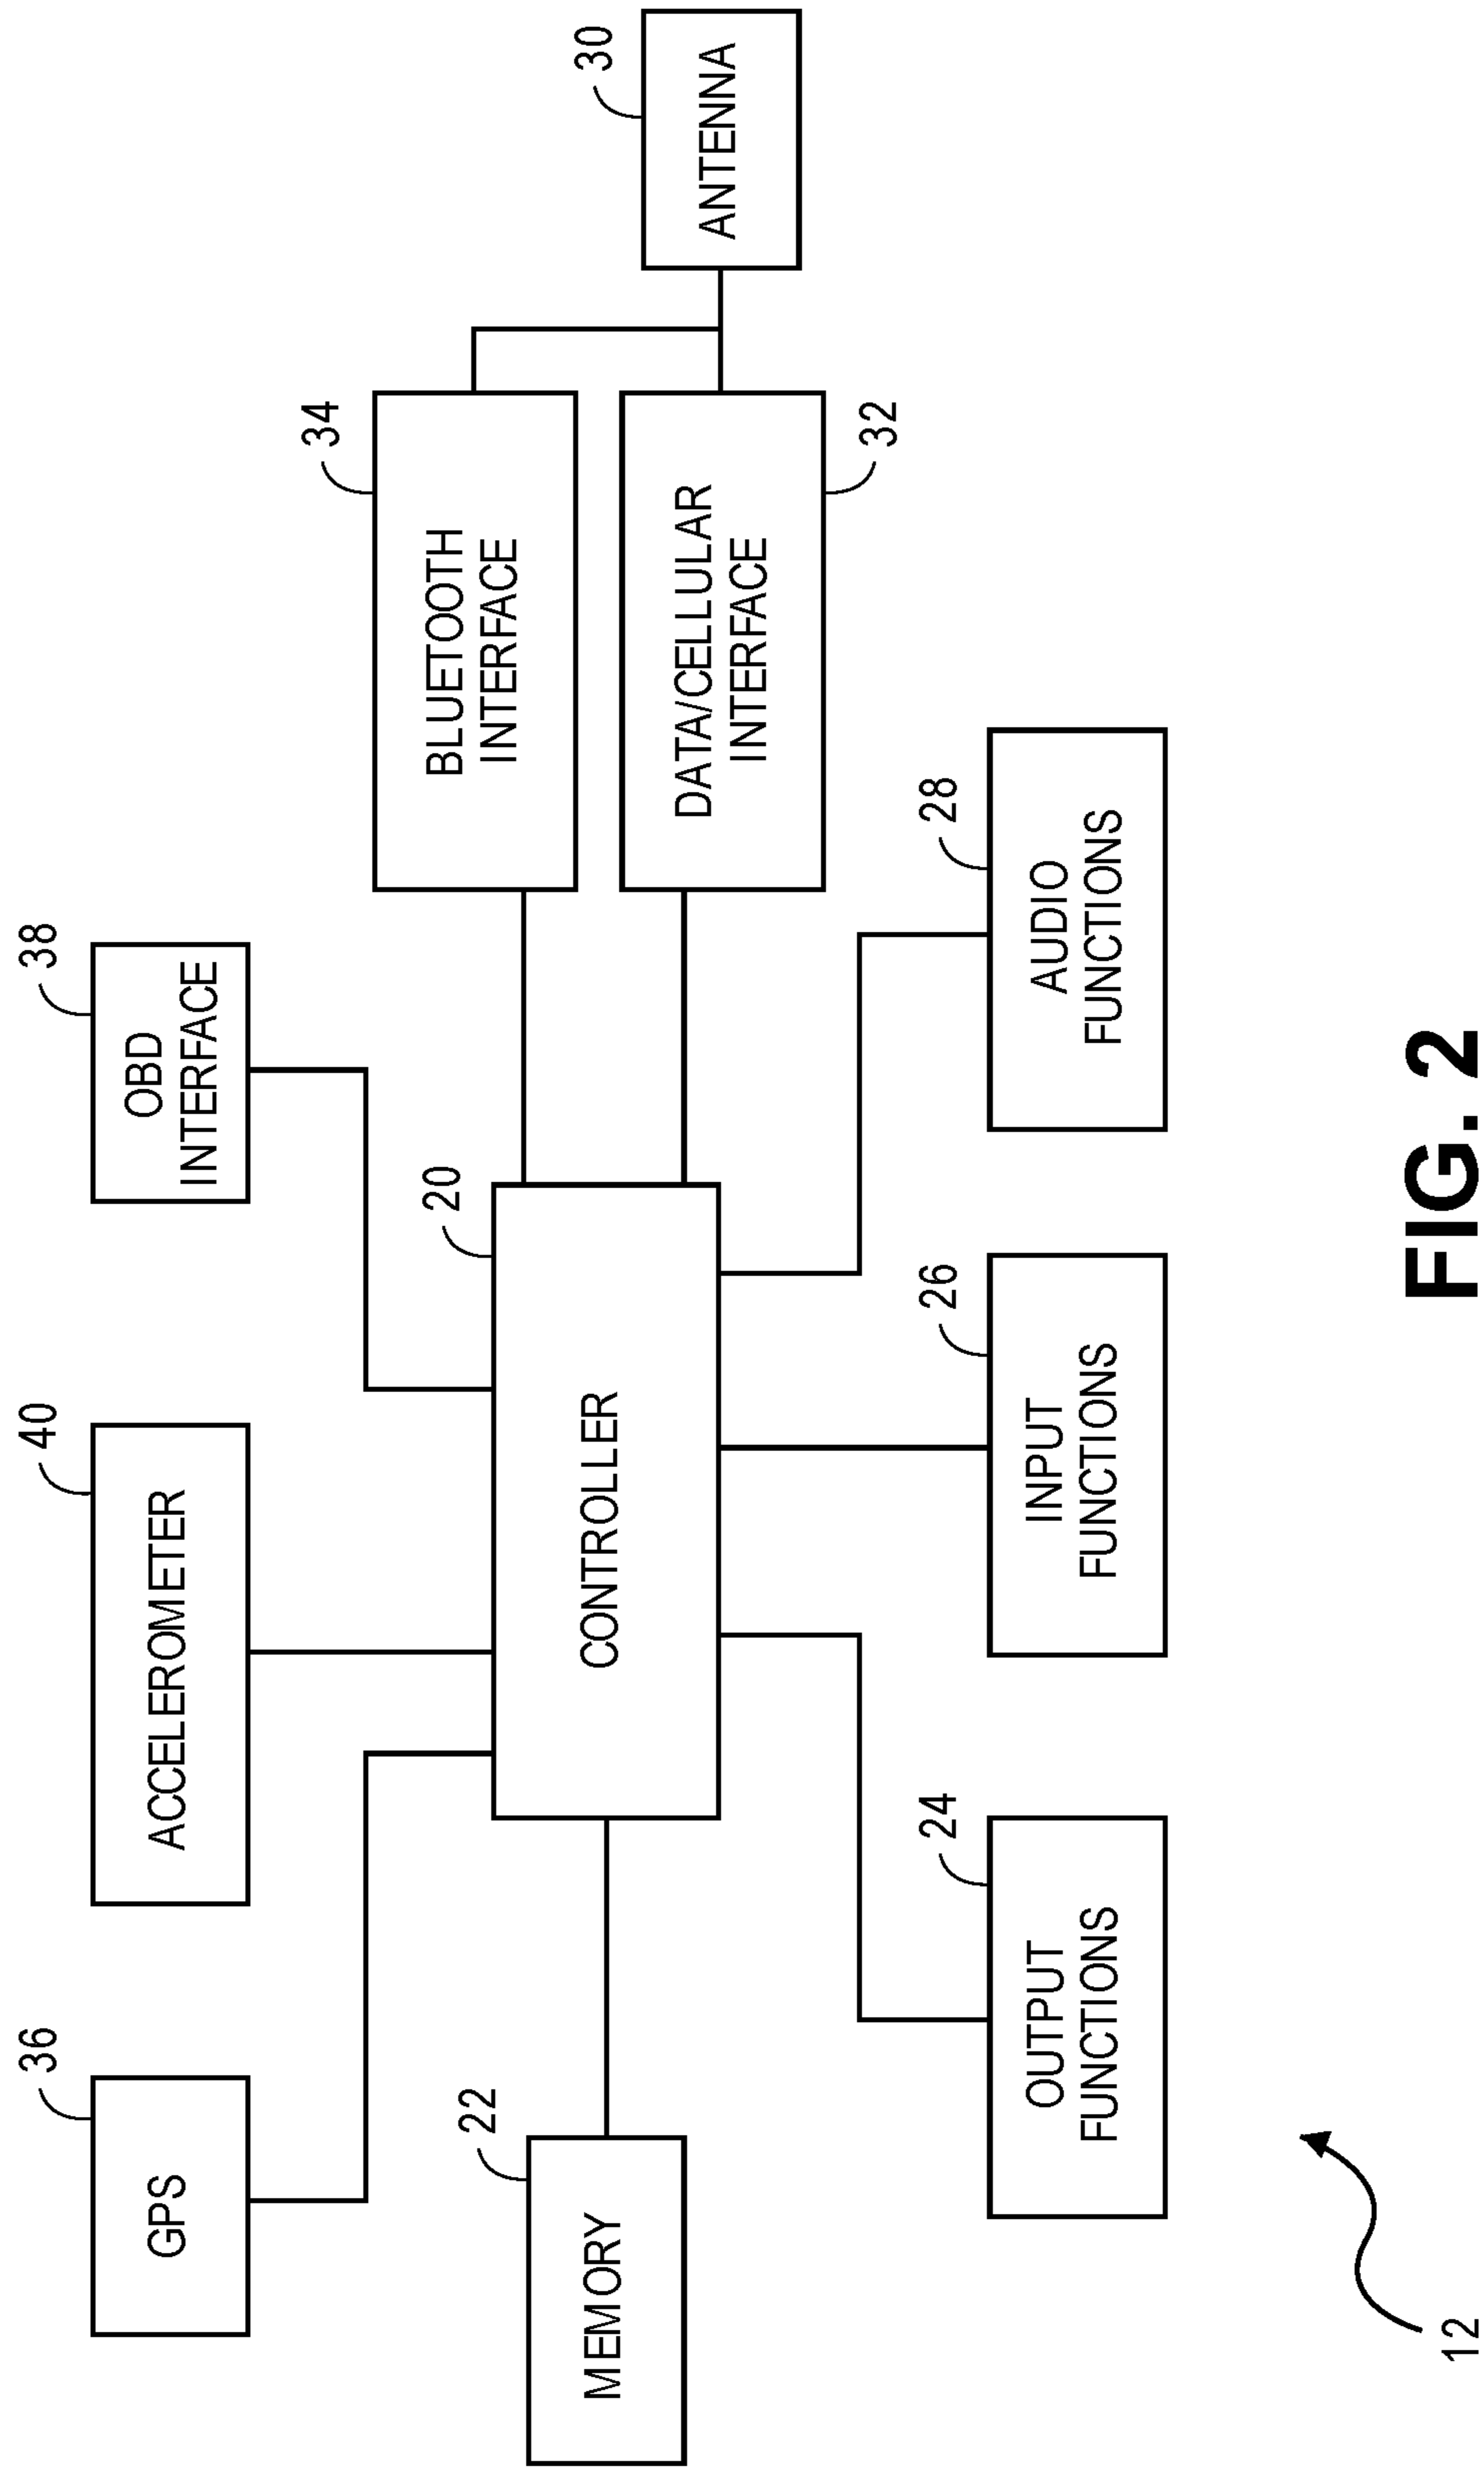 36
GPS
40
ACCELEROMETER
38
OBD
INTERFACE
22
MEMORY
20
CONTROLLER
34
BLUETOOTH
INTERFACE
DATA/CELLULAR
INTERFACE
32
30
ANTENNA
24
OUTPUT
FUNCTIONS
26
INPUT
FUNCTIONS
28
AUDIO
FUNCTIONS
12
FIG. 2